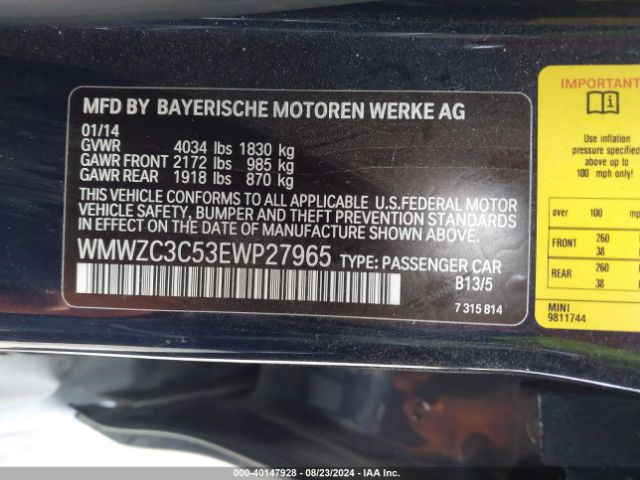 MFD BY BAYERISCHE MOTOREN WERKE AG
01/14
GVWR 4034 lbs 1830 kg
GAWR FRONT 2172 lbs 985 kg
GAWR REAR 1918 lbs 870 kg
THIS VEHICLE CONFORMS TO ALL APPLICABLE U.S.FEDERAL MOTOR
VEHICLE SAFETY, BUMPER AND THEFT PREVENTION STANDARDS
IN EFFECT ON THE DATE OF MANUFACTURE SHOWN ABOVE.
WMWZC3C53EWP27965 TYPE: PASSENGER CAR
B13/5
7 315 814
IMPORTANT
Use inflation
pressure specified
above up to
100 mph only!
over 100 mph
FRONT 260
38
REAR 260
38
MINI
9811744
000-40147928 - 08/23/2024 - IAAI.COM